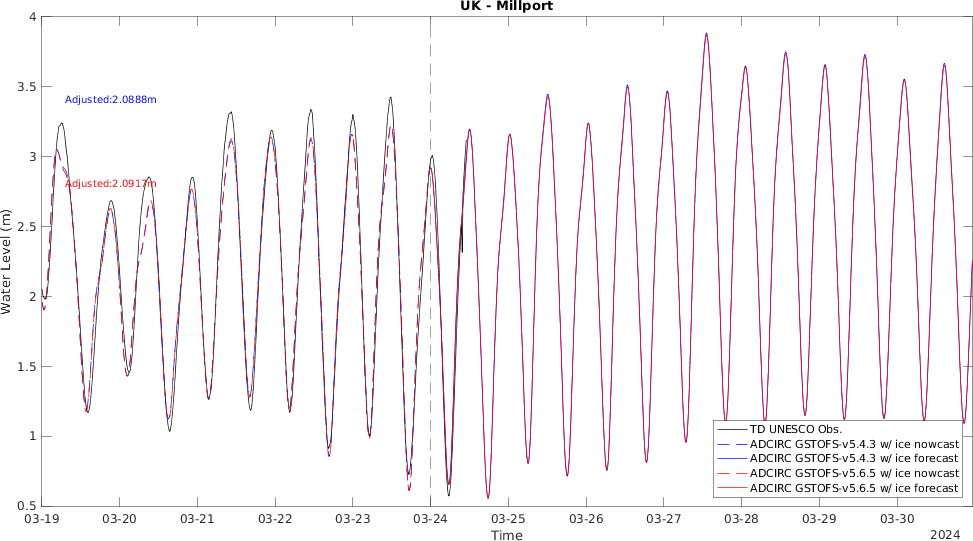 UK - Millport
4
3.5
3
2.5
2
1.5
1
0.5
Water Level (m)
Adjusted:2.0888m
Adjusted:2.0917m
TD UNESCO Obs.
ADCIRC GSTOFS-v5.4.3 w/ ice nowcast
ADCIRC GSTOFS-v5.4.3 w/ ice forecast
ADCIRC GSTOFS-v5.6.5 w/ ice nowcast
ADCIRC GSTOFS-v5.6.5 w/ ice forecast
03-19 03-20 03-21 03-22 03-23 03-24 03-25 03-26 03-27 03-28 03-29 03-30
Time
2024